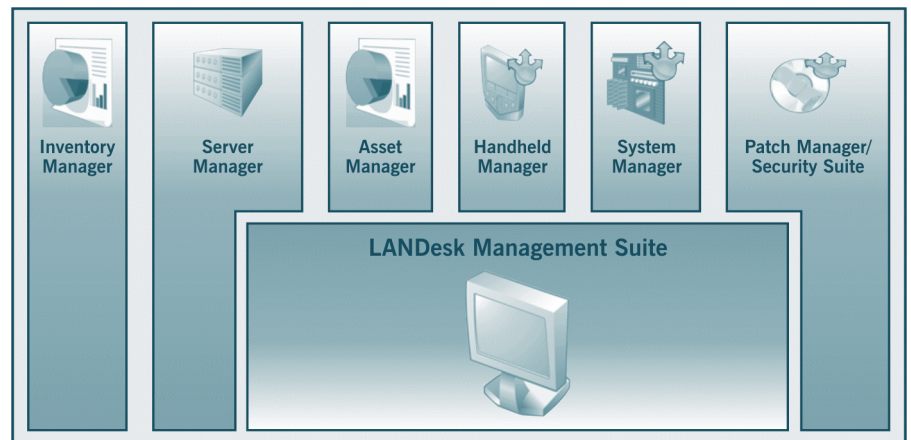 Inventory
Manager
Server
Manager
Asset
Manager
Handheld
Manager
System
Manager
Patch Manager/
Security Suite
LANDesk Management Suite